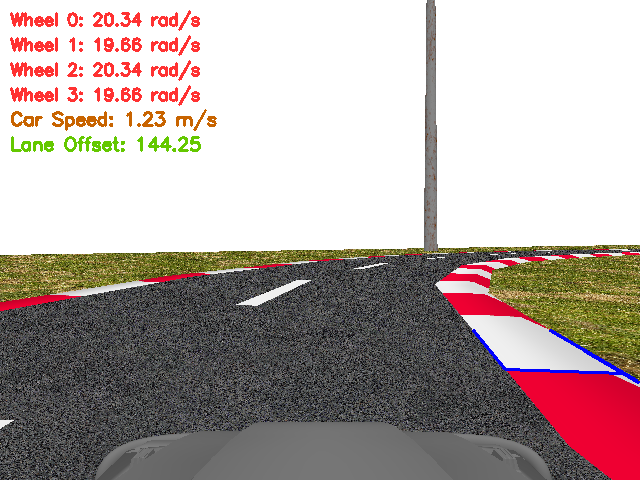 Wheel 0: 20.34 rad/s
Wheel 1: 19.66 rad/s
Wheel 2: 20.34 rad/s
Wheel 3: 19.66 rad/s
Car Speed: 1.23 m/s
Lane Offset: 144.25